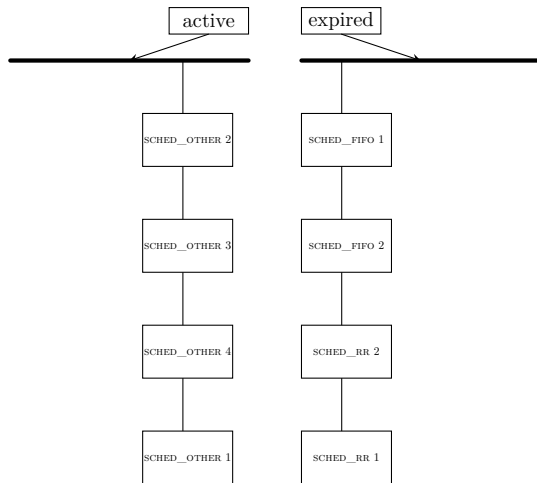 active
expired
SCHED_OTHER 2
SCHED_FIFO 1
SCHED_OTHER 3
SCHED_FIFO 2
SCHED_OTHER 4
SCHED_RR 2
SCHED_OTHER 1
SCHED_RR 1